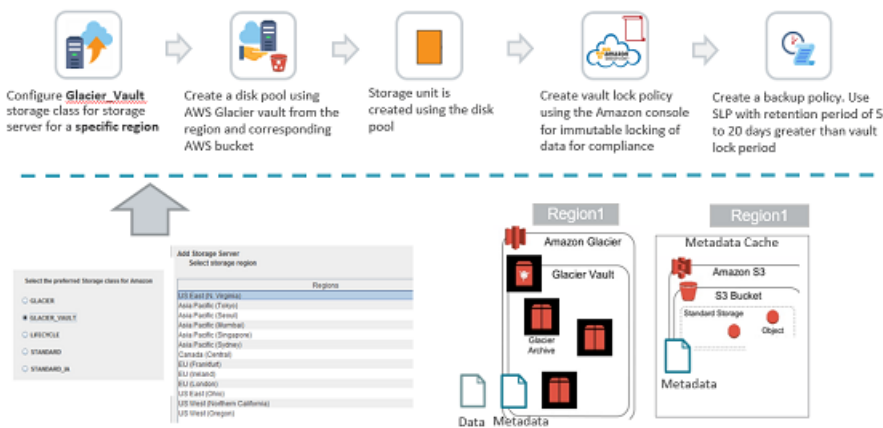 Configure Glacier_Vault
storage class for storage
server for a specific region
Create a disk pool using
AWS Glacier vault from the
region and corresponding
AWS bucket
Storage unit is
created using the disk
pool
amazon
Create vault lock policy
using the Amazon console
for immutable locking of
data for compliance
Create a backup policy. Use
SLP with retention period of 5
to 20 days greater than vault
lock period
Select the preferred Storage class for Amazon
GLACIER
GLACIER_VAULT
LIFECYCLE
STANDARD
STANDARD_IA
Add Storage Server
Select storage region
Regions
US East (N. Virginia)
Asia Pacific (Tokyo)
Asia Pacific (Seoul)
Asia Pacific (Mumbai)
Asia Pacific (Singapore)
Asia Pacific (Sydney)
Canada (Central)
EU (Frankfurt)
EU (Ireland)
EU (London)
US East (Ohio)
US West (Northern California)
US West (Oregon)
Region1
Amazon Glacier
Glacier Vault
Glacier
Archive
Data
Metadata
Region1
Metadata Cache
Amazon S3
S3 Bucket
Standard Storage
Object
Metadata